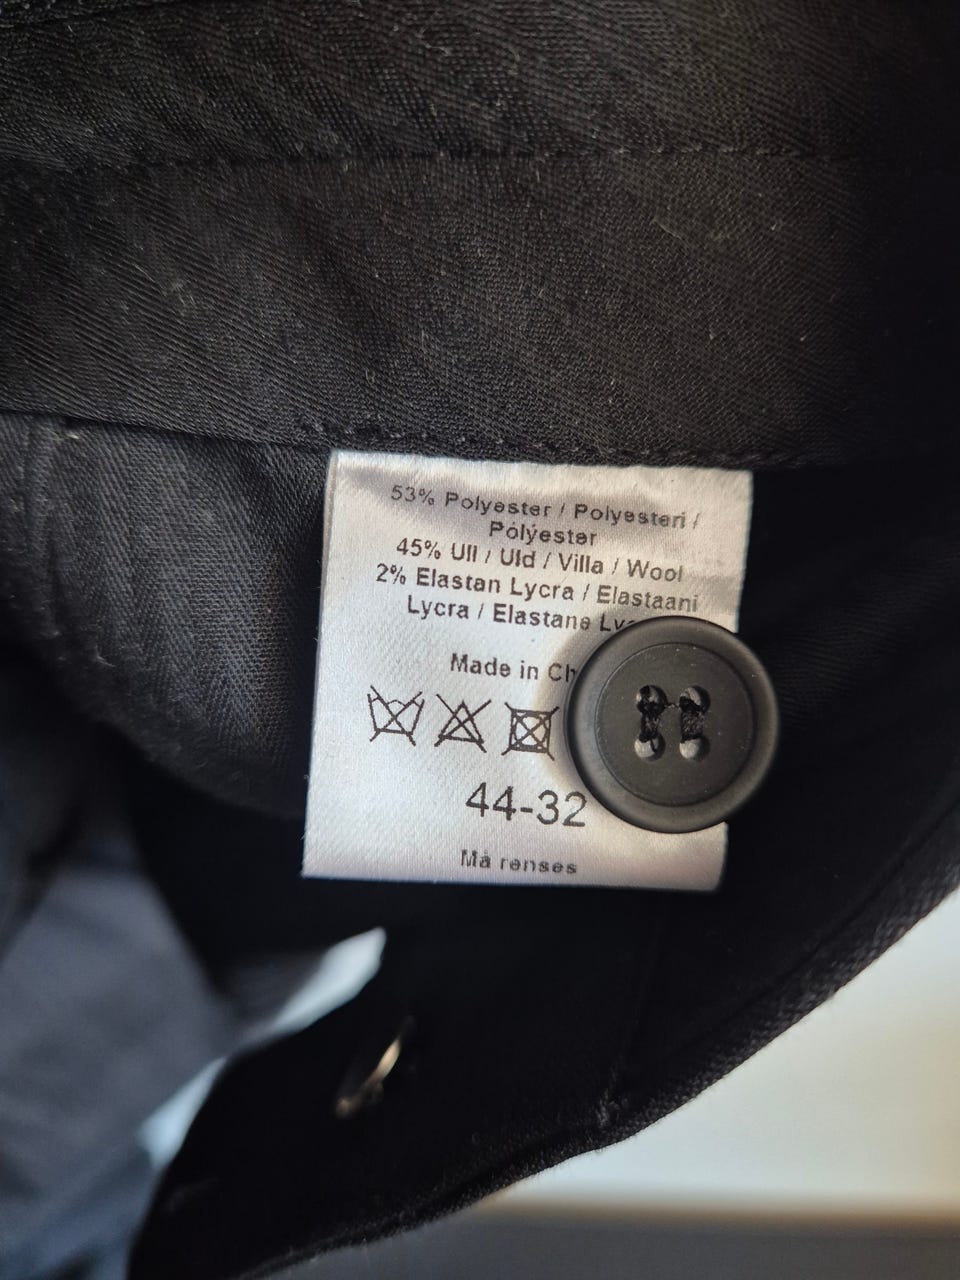 53% Polyester / Polyesteri /
Pólýester
45% Ull / Uld / Villa / Wool
2% Elastan Lycra / Elastaani
Lycra / Elastane
Made in
44-32
Må renses